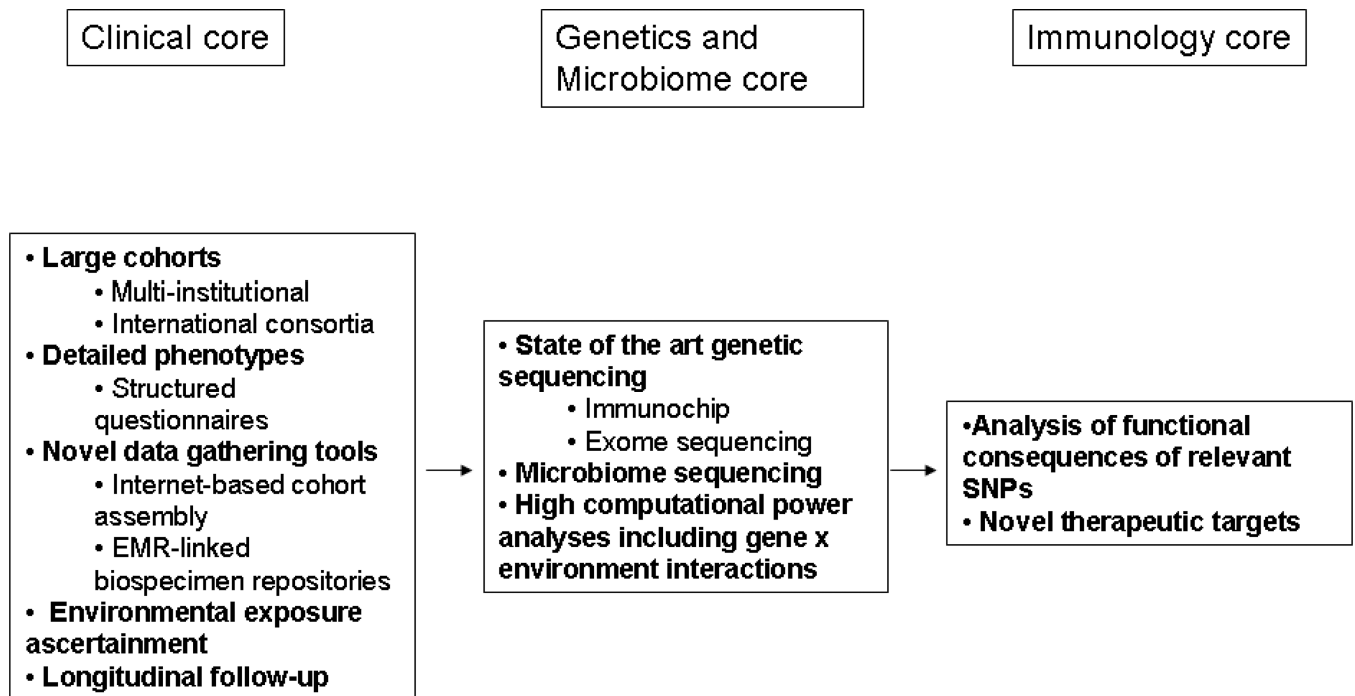 Clinical core
Genetics and
Microbiome core
Immunology core
• Large cohorts
• Multi-institutional
• International consortia
• Detailed phenotypes
• Structured
questionnaires
• Novel data gathering tools
• Internet-based cohort
assembly
• EMR-linked
biospecimen repositories
• Environmental exposure
ascertainment
• Longitudinal follow-up
• State of the art genetic
sequencing
• Immunochip
• Exome sequencing
• Microbiome sequencing
• High computational power
analyses including gene x
environment interactions
•Analysis of functional
consequences of relevant
SNPs
• Novel therapeutic targets